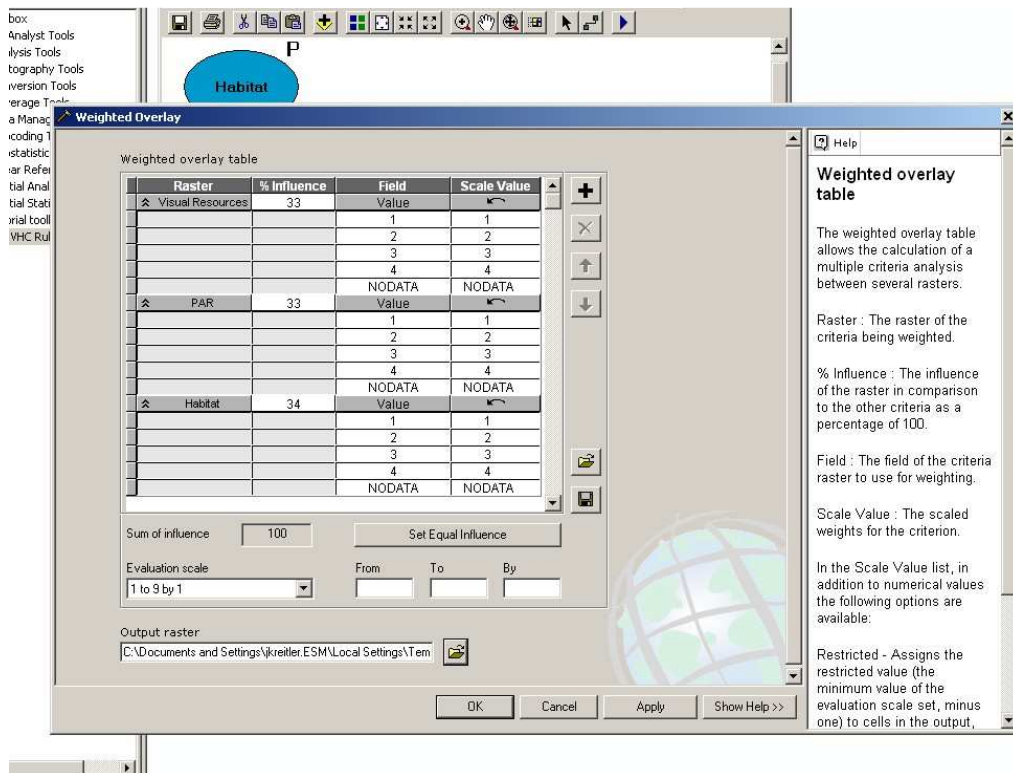 box
Analyst Tools
alysis Tools
tography Tools
nversion Tools
verage Tools
a Manag
ocoding T
ostatistic
ear Refer
tial Anal
tial Stati
orial tooll
WHC Rul
P
Habitat
Weighted Overlay
Weighted overlay table
Raster % Influence Field Scale Value
Visual Resources 33 Value
1 1
2 2
3 3
4 4
NODATA NODATA
PAR 33 Value
1 1
2 2
3 3
4 4
NODATA NODATA
Habitat 34 Value
1 1
2 2
3 3
4 4
NODATA NODATA
Sum of influence 100 Set Equal Influence
Evaluation scale From To By
1 to 9 by 1
Output raster
C:\Documents and Settings\jkreitler.ESM\Local Settings\Tem
OK Cancel Apply Show Help >>
Help
Weighted overlay
table
The weighted overlay table
allows the calculation of a
multiple criteria analysis
between several rasters.
Raster : The raster of the
criteria being weighted.
% Influence : The influence
of the raster in comparison
to the other criteria as a
percentage of 100.
Field : The field of the criteria
raster to use for weighting.
Scale Value : The scaled
weights for the criterion.
In the Scale Value list, in
addition to numerical values
the following options are
available:
Restricted - Assigns the
restricted value (the
minimum value of the
evaluation scale set, minus
one) to cells in the output,